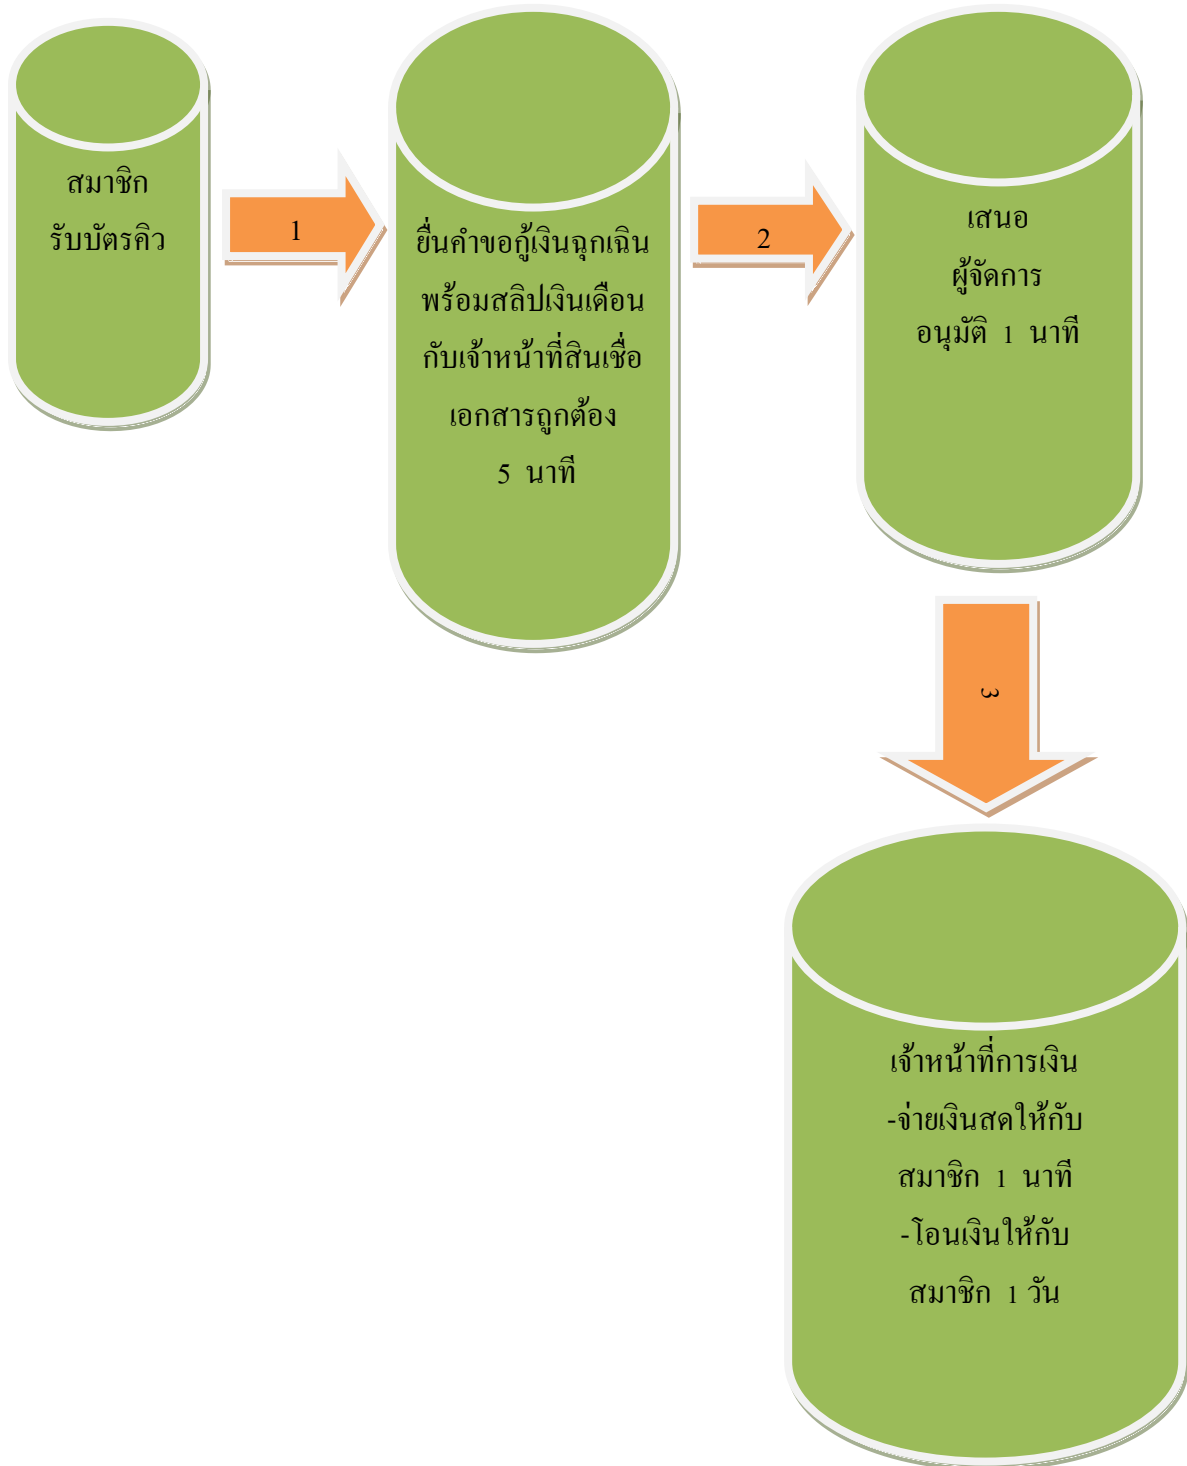 สมาชิก
รับบัตรคิว
1
ยื่นคำขอกู้เงินฉุกเฉิน
พร้อมสลิปเงินเดือน
กับเจ้าหน้าที่สินเชื่อ
เอกสารถูกต้อง
5 นาที
2
เสนอ
ผู้จัดการ
อนุมัติ 1 นาที
3
เจ้าหน้าที่การเงิน
-จ่ายเงินสดให้กับ
สมาชิก 1 นาที
-โอนเงินให้กับ
สมาชิก 1 วัน